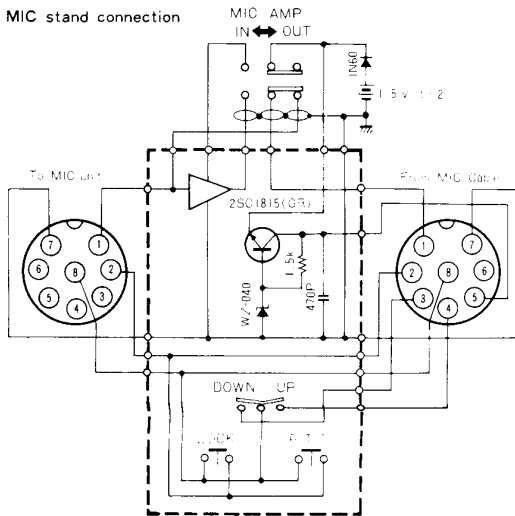 MIC stand connection
MIC AMP
IN OUT
1N60
To MIC unit
2SC1815(GR)
From MIC Cable
7
1
6
8
2
5
4
3
1
7
2
8
6
3
4
5
1.5k
470P
WZ-040
DOWN UP